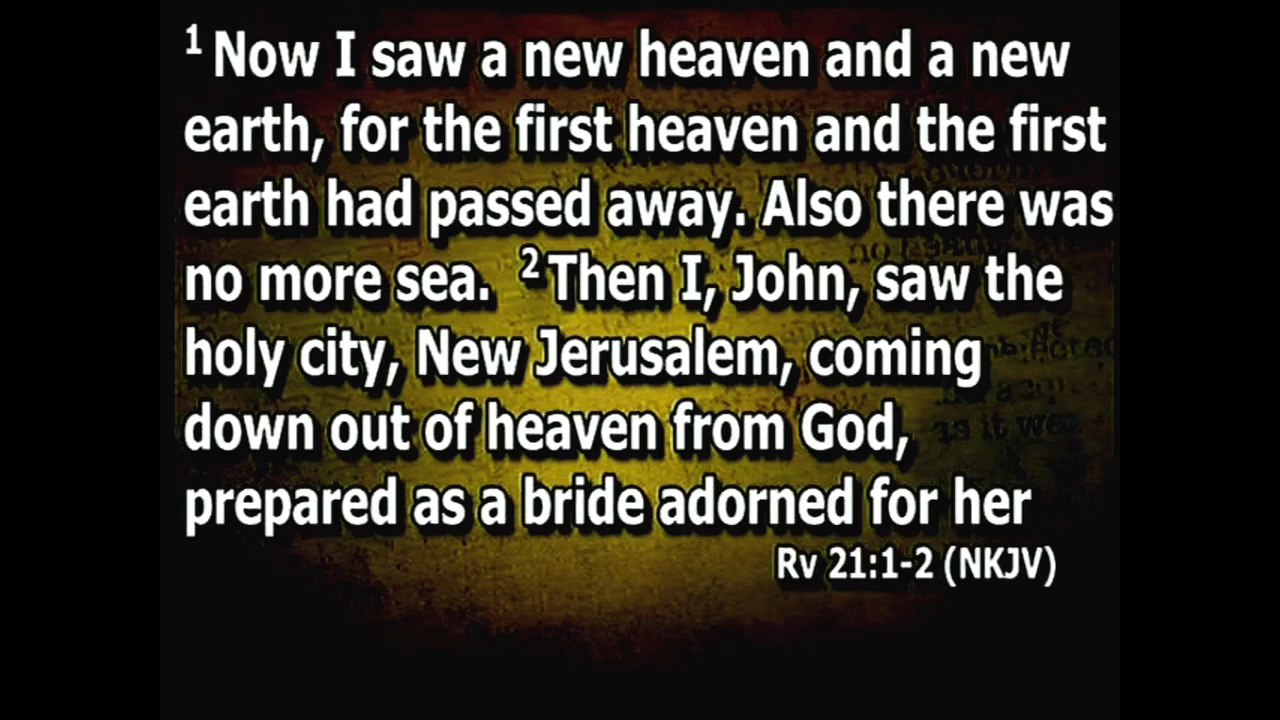 1 Now I saw a new heaven and a new
earth, for the first heaven and the first
earth had passed away. Also there was
no more sea. 2 Then I, John, saw the
holy city, New Jerusalem, coming
down out of heaven from God,
prepared as a bride adorned for her
Rv 21:1-2 (NKJV)